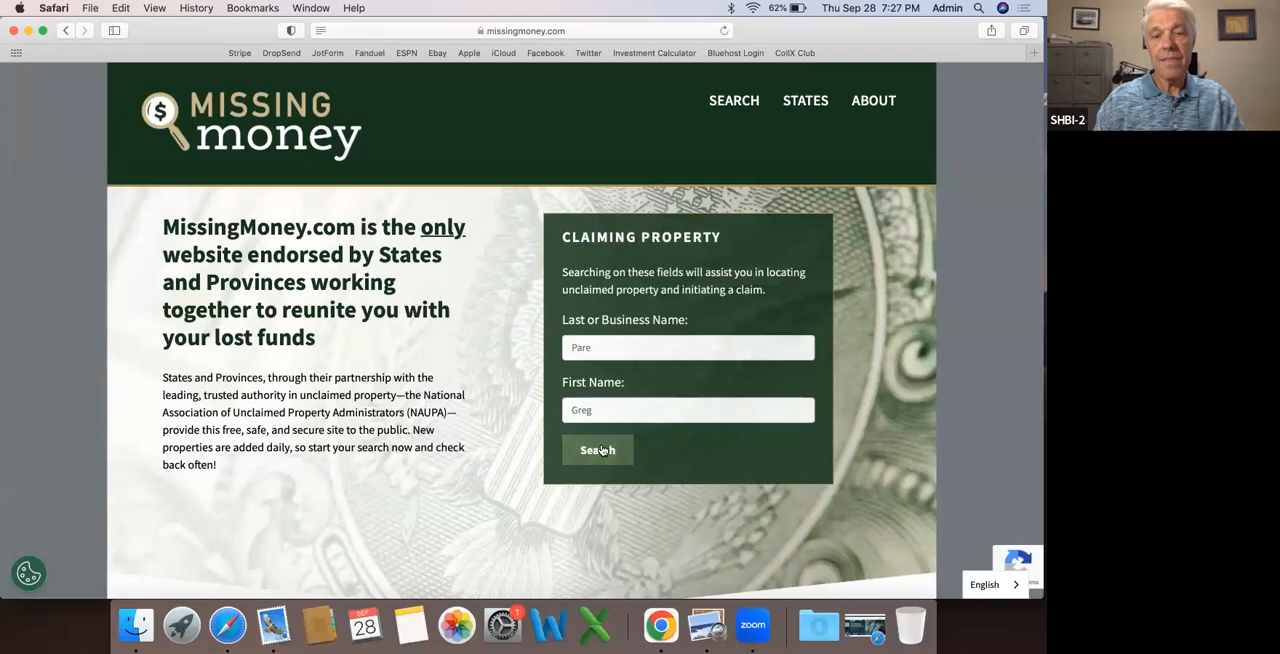 Safari File Edit View History Bookmarks Window Help 62% Thu Sep 28 7:27 PM Admin
missingmoney.com
Stripe DropSend JotForm Fanduel ESPN Ebay Apple iCloud Facebook Twitter Investment Calculator Bluehost Login CollX Club
MISSING
money
SEARCH STATES ABOUT
SHBI-2
MissingMoney.com is the only
website endorsed by States
and Provinces working
together to reunite you with
your lost funds
States and Provinces, through their partnership with the
leading, trusted authority in unclaimed property—the National
Association of Unclaimed Property Administrators (NAUPA)—
provide this free, safe, and secure site to the public. New
properties are added daily, so start your search now and check
back often!
CLAIMING PROPERTY
Searching on these fields will assist you in locating
unclaimed property and initiating a claim.
Last or Business Name:
Pare
First Name:
Greg
Search
English
SEP
28
1
zoom